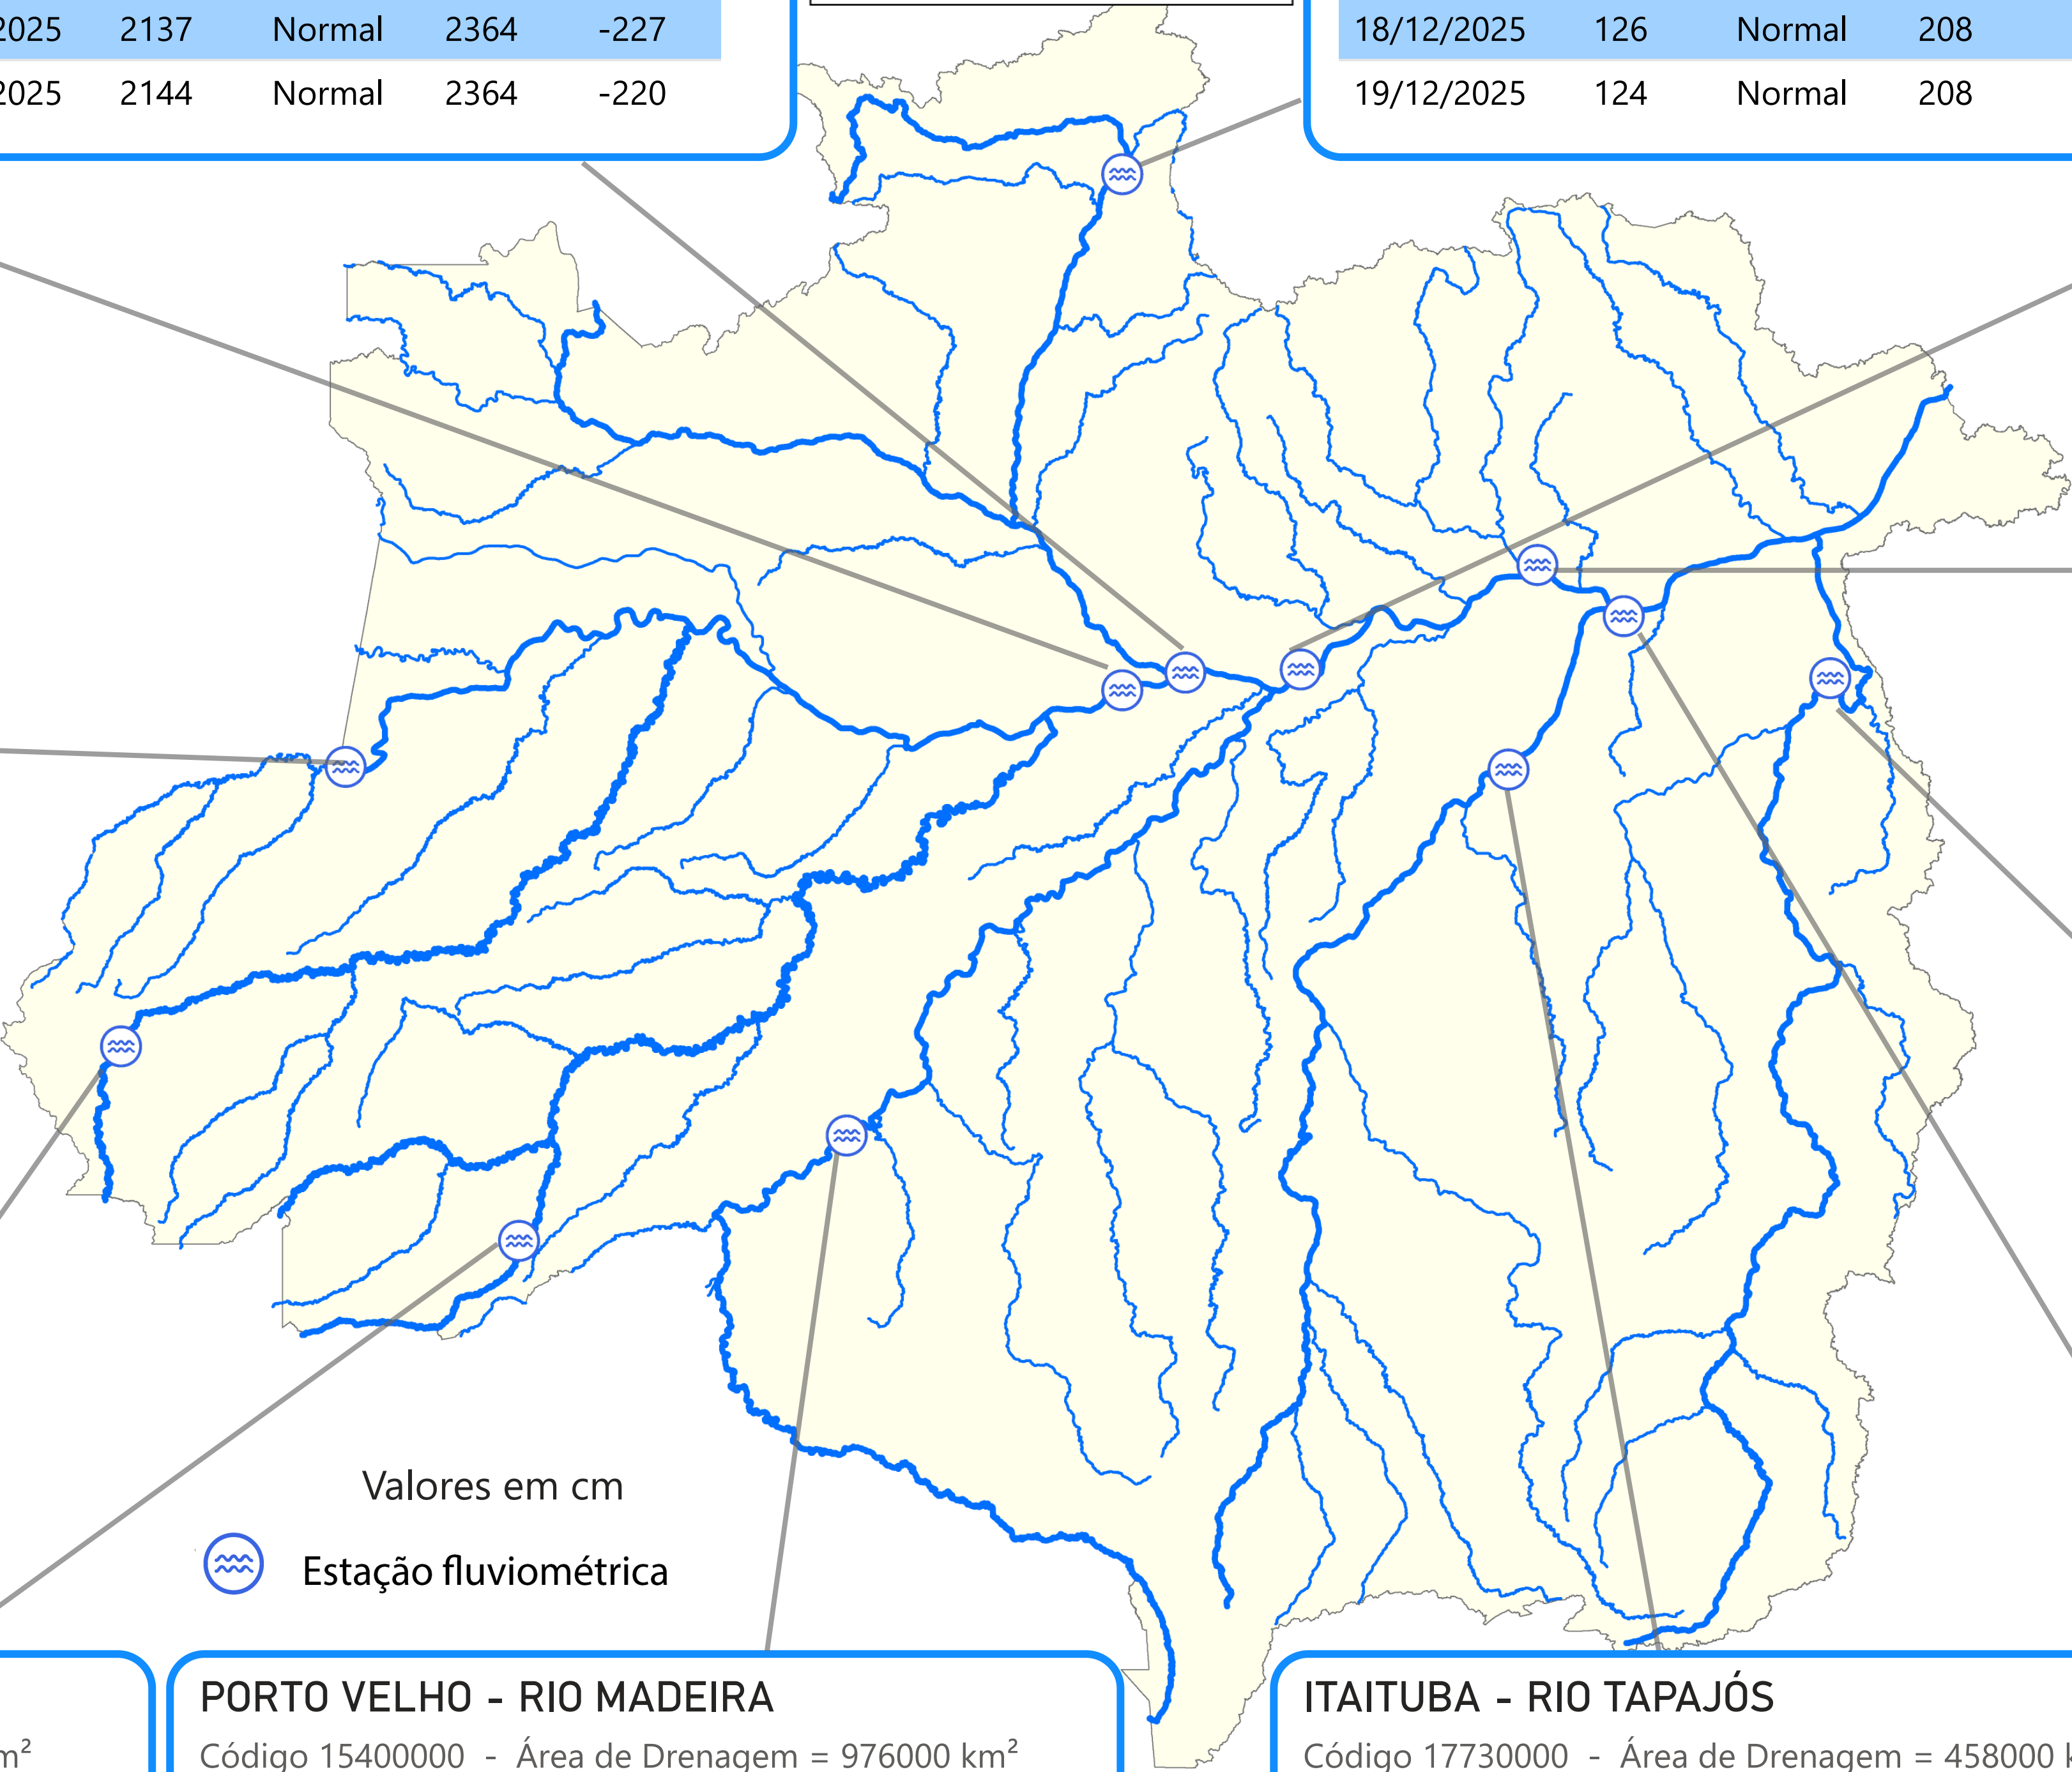 2025 2137 Normal 2364 -227
2025 2144 Normal 2364 -220
18/12/2025 126 Normal 208
19/12/2025 124 Normal 208
Valores em cm
Estação fluviométrica
m²
PORTO VELHO - RIO MADEIRA
Código 15400000 - Área de Drenagem = 976000 km²
ITAITUBA - RIO TAPAJÓS
Código 17730000 - Área de Drenagem = 458000 k